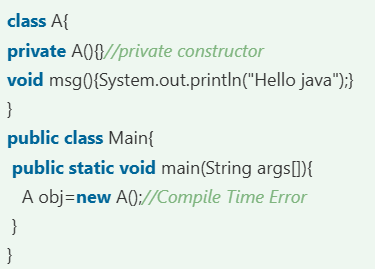 class A{
private A(){}//private constructor
void msg(){System.out.println("Hello java");}
}
public class Main{
 public static void main(String args[]){
   A obj=new A();//Compile Time Error
 }
}